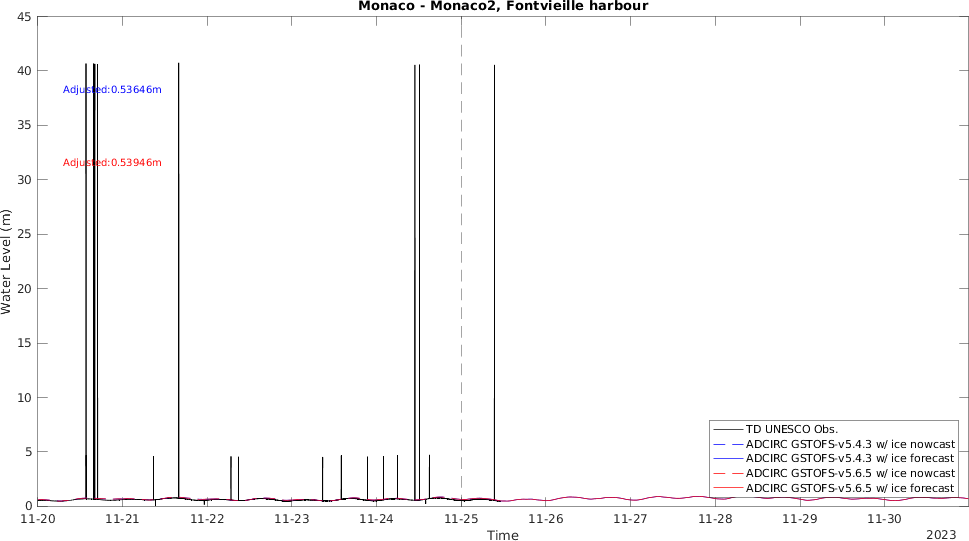 Monaco - Monaco2, Fontvieille harbour
45
40
35
30
25
20
15
10
5
0
Water Level (m)
Adjusted:0.53646m
Adjusted:0.53946m
TD UNESCO Obs.
ADCIRC GSTOFS-v5.4.3 w/ ice nowcast
ADCIRC GSTOFS-v5.4.3 w/ ice forecast
ADCIRC GSTOFS-v5.6.5 w/ ice nowcast
ADCIRC GSTOFS-v5.6.5 w/ ice forecast
11-20 11-21 11-22 11-23 11-24 11-25 11-26 11-27 11-28 11-29 11-30
Time
2023